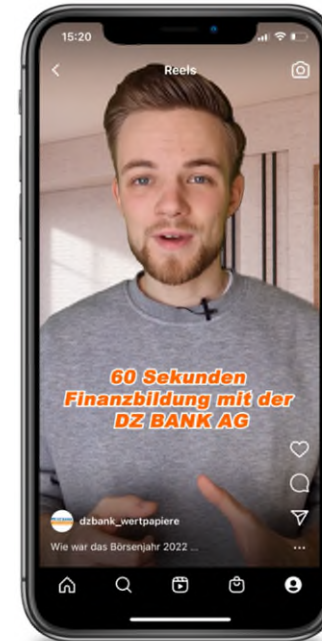 15:20
Reels
60 Sekunden
Finanzbildung mit der
DZ BANK AG
dzbank_wertpapiere
Wie war das Börsenjahr 2022 ...